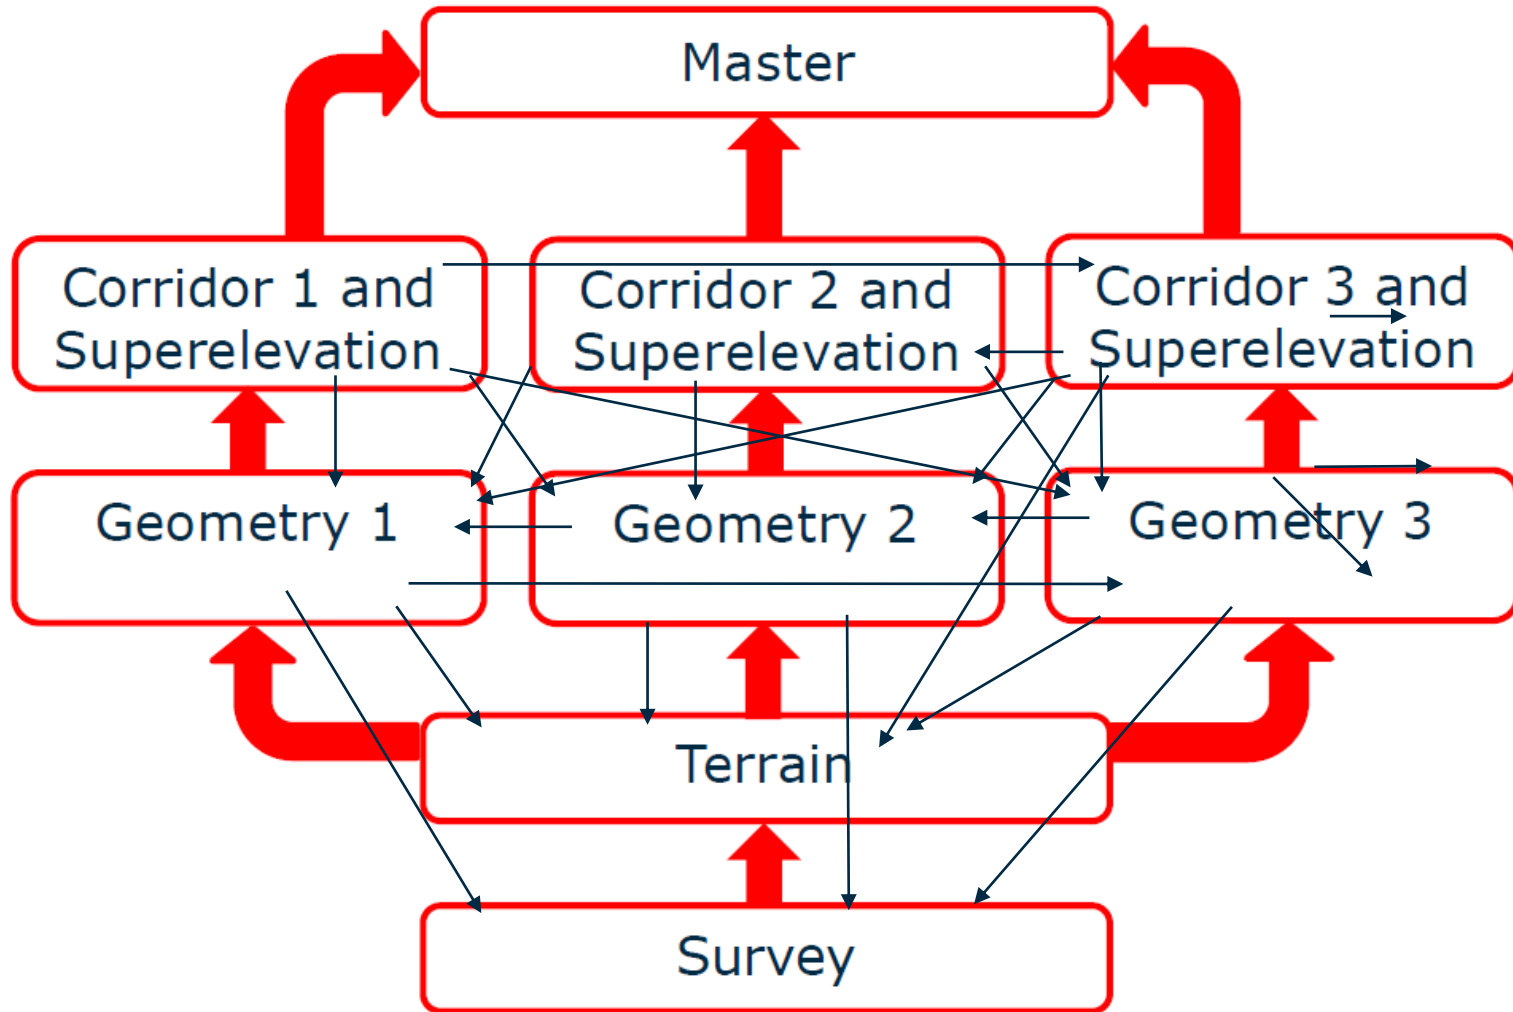 Master
Corridor 1 and
Superelevation
Corridor 2 and
Superelevation
Corridor 3 and
Superelevation
Geometry 1
Geometry 2
Geometry 3
Terrain
Survey